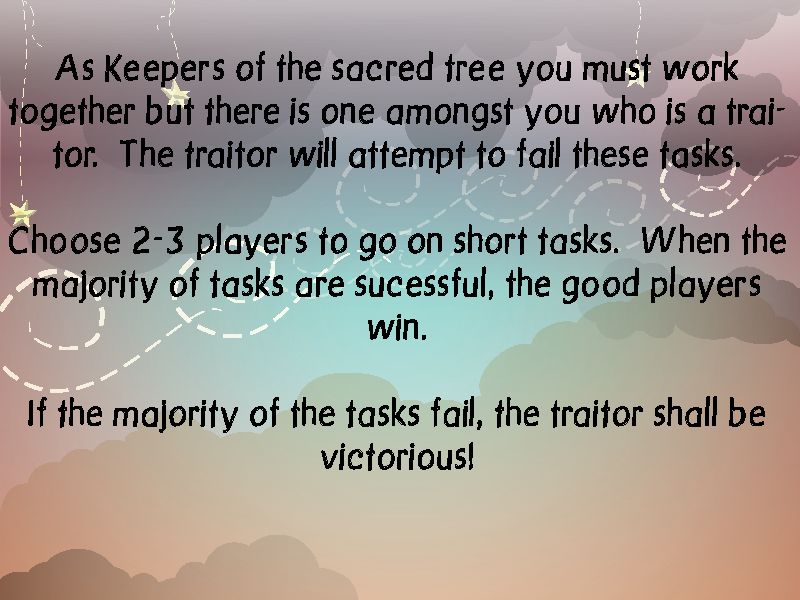 As Keepers of the sacred tree you must work
together but there is one amongst you who is a trai-
tor.  The traitor will attempt to fail these tasks.
Choose 2-3 players to go on short tasks.  When the
majority of tasks are sucessful, the good players
win.
If the majority of the tasks fail, the traitor shall be
victorious!